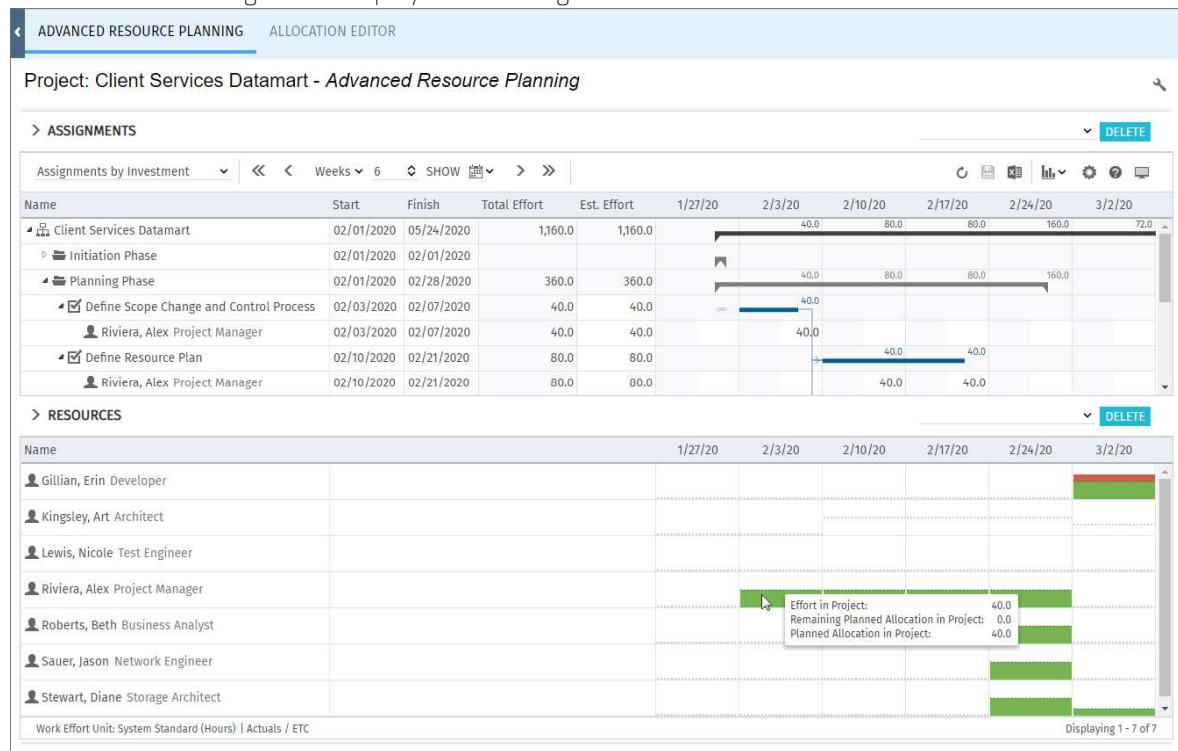 ADVANCED RESOURCE PLANNING ALLOCATION EDITOR
Project: Client Services Datamart - Advanced Resource Planning
ASSIGNMENTS DELETE
Assignments by Investment Weeks 6 SHOW
Name Start Finish Total Effort Est. Effort 1/27/20 2/3/20 2/10/20 2/17/20 2/24/20 3/2/20
Client Services Datamart 02/01/2020 05/24/2020 1,160.0 1,160.0 40.0 80.0 80.0 160.0 72.0
Initiation Phase 02/01/2020 02/01/2020
Planning Phase 02/01/2020 02/28/2020 360.0 360.0 40.0 80.0 80.0 160.0
Define Scope Change and Control Process 02/03/2020 02/07/2020 40.0 40.0 40.0
Riviera, Alex Project Manager 02/03/2020 02/07/2020 40.0 40.0 40.0
Define Resource Plan 02/10/2020 02/21/2020 80.0 80.0 40.0 40.0
Riviera, Alex Project Manager 02/10/2020 02/21/2020 80.0 80.0 40.0 40.0
RESOURCES DELETE
Name 1/27/20 2/3/20 2/10/20 2/17/20 2/24/20 3/2/20
Gillian, Erin Developer
Kingsley, Art Architect
Lewis, Nicole Test Engineer
Riviera, Alex Project Manager
Effort in Project: 40.0
Remaining Planned Allocation in Project: 0.0
Planned Allocation in Project: 40.0
Roberts, Beth Business Analyst
Sauer, Jason Network Engineer
Stewart, Diane Storage Architect
Work Effort Unit: System Standard (Hours) | Actuals / ETC Displaying 1 - 7 of 7